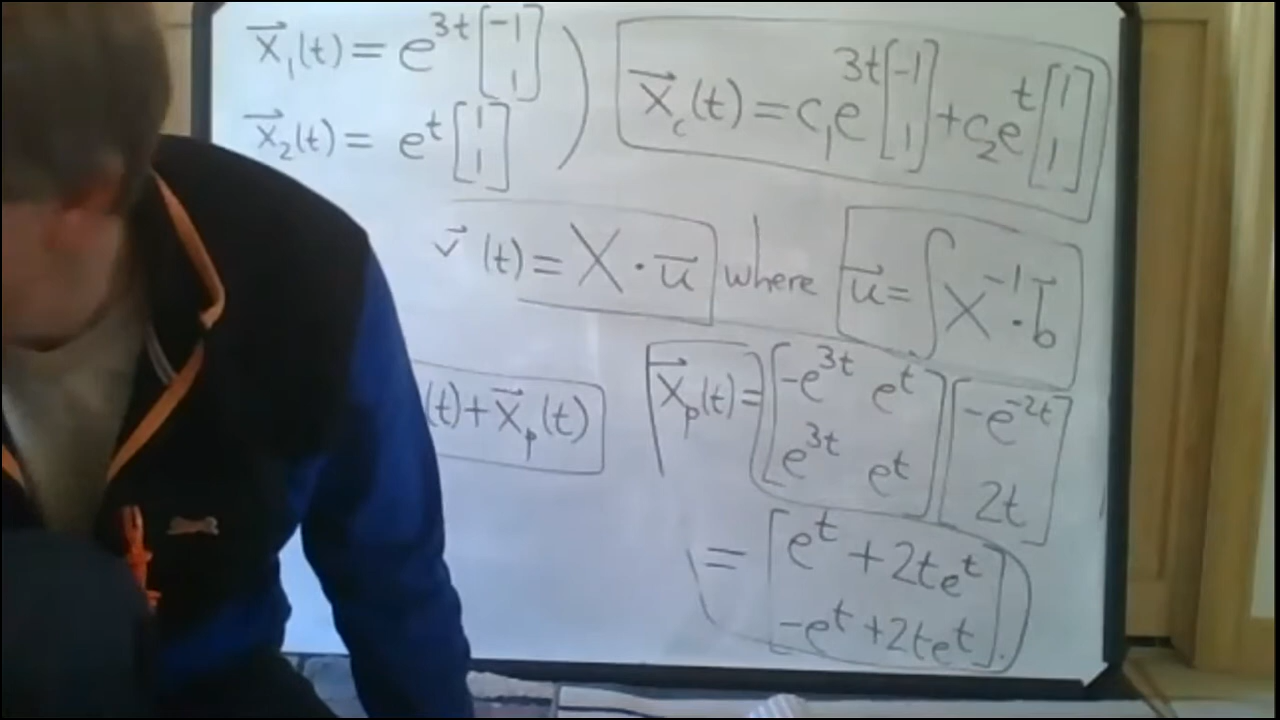 x⃗₁(t) = e^{3t} [-1; 1]
x⃗₂(t) = e^t [1; 1]
x⃗_c(t) = c₁e^{3t} [-1; 1] + c₂e^t [1; 1]
(t) = X · u⃗ where u⃗ = ∫ X⁻¹ · b⃗
(t) + x⃗_p(t)
x⃗_p(t) = [-e^{3t} e^t; e^{3t} e^t] [-e^{-2t}; 2t]
= [e^t + 2te^t; -e^t + 2te^t].